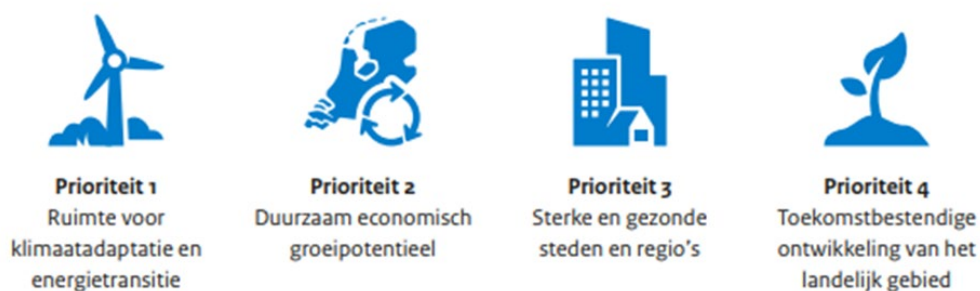 Prioriteit 1
Ruimte voor
klimaatadaptatie en
energietransitie
Prioriteit 2
Duurzaam economisch
groeipotentieel
Prioriteit 3
Sterke en gezonde
steden en regio's
Prioriteit 4
Toekomstbestendige
ontwikkeling van het
landelijk gebied